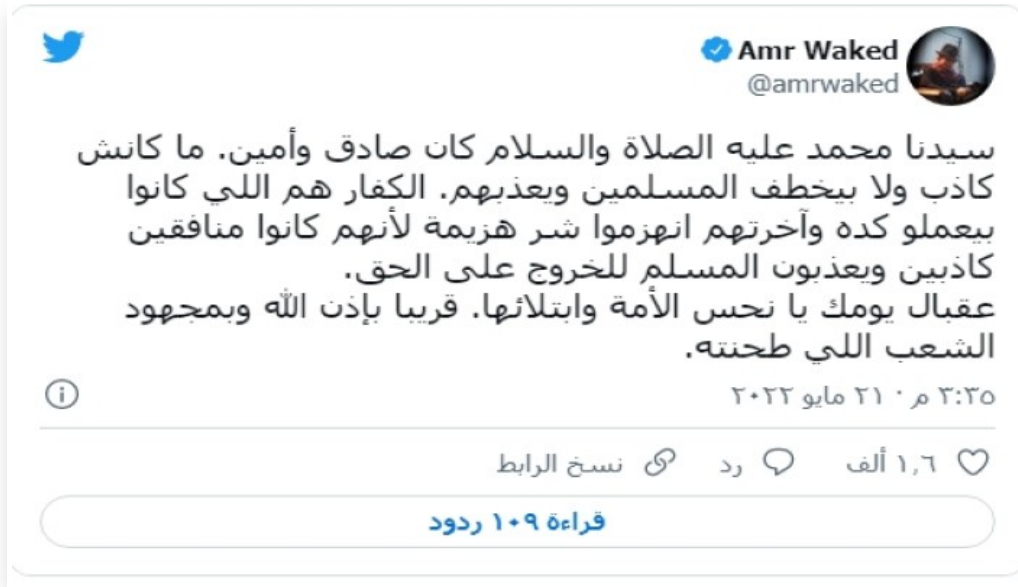 Amr Waked
@amrwaked
سيدنا محمد عليه الصلاة والسلام كان صادق وأمين. ما كانش
كاذب ولا بيخطف المسلمين ويعذبهم. الكفار هم اللي كانوا
بيعملو كده وآخرتهم انهزموا شر هزيمة لأنهم كانوا منافقين
كاذبين ويعذبون المسلم للخروج على الحق.
عقبال يومك يا نحس الأمة وابتلائها. قريبا بإذن الله وبمجهود
الشعب اللي طحنته.
٣:٣٥ م · ٢١ مايو ٢٠٢٢
١,٦ ألف رد نسخ الرابط
قراءة ١٠٩ ردود